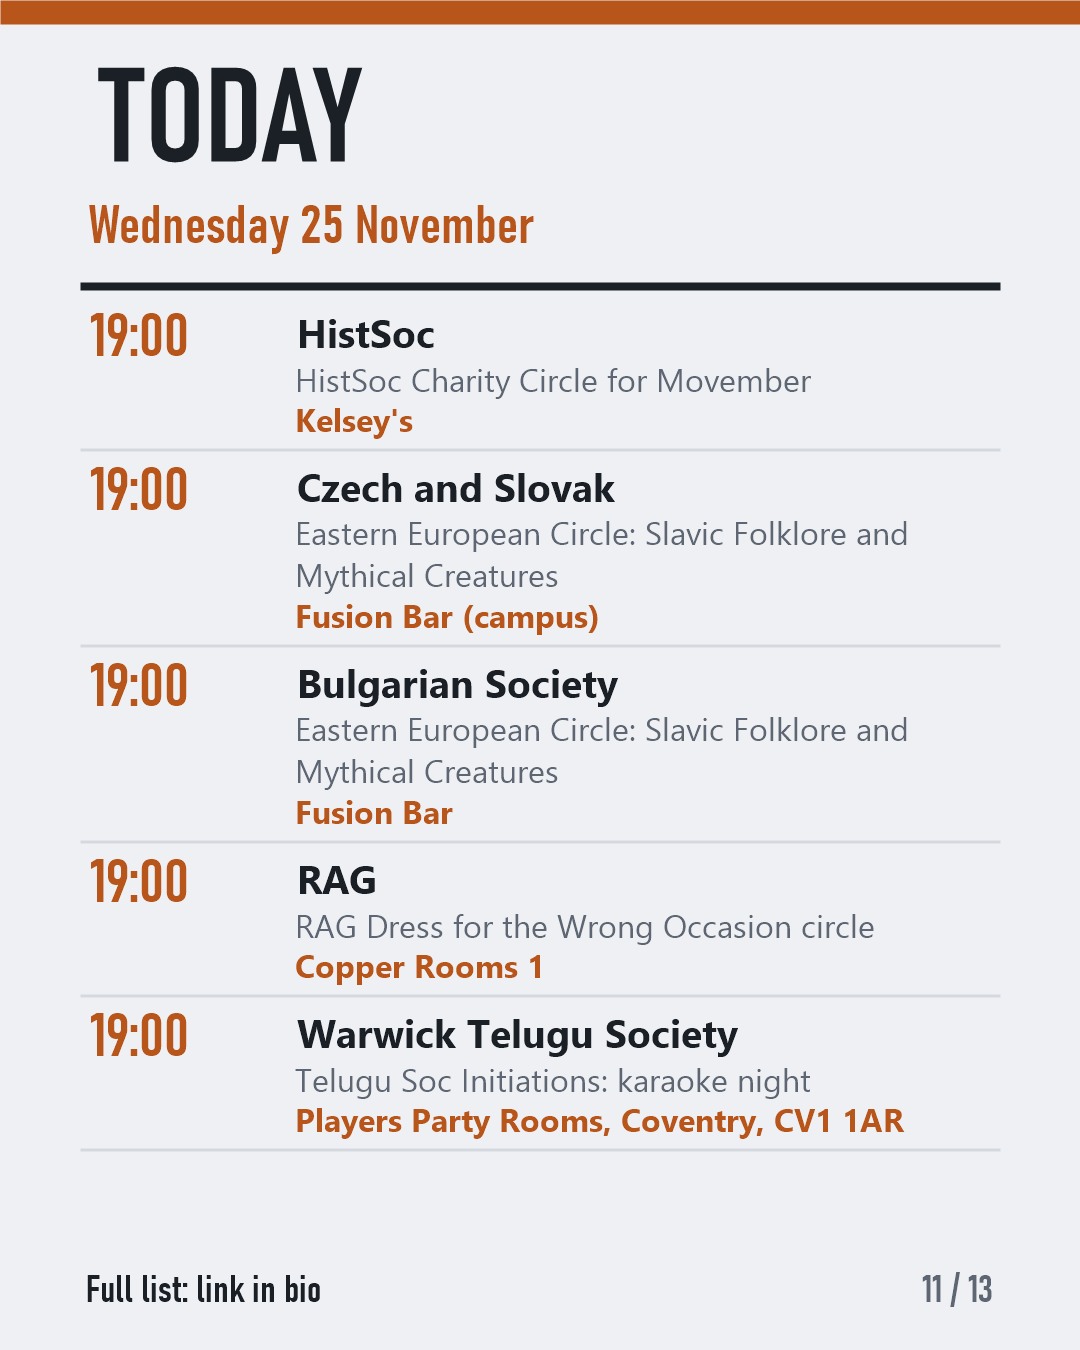 TODAY
Wednesday 25 November
19:00
HistSoc
HistSoc Charity Circle for Movember
Kelsey's
19:00
Czech and Slovak
Eastern European Circle: Slavic Folklore and
Mythical Creatures
Fusion Bar (campus)
19:00
Bulgarian Society
Eastern European Circle: Slavic Folklore and
Mythical Creatures
Fusion Bar
19:00
RAG
RAG Dress for the Wrong Occasion circle
Copper Rooms 1
19:00
Warwick Telugu Society
Telugu Soc Initiations: karaoke night
Players Party Rooms, Coventry, CV1 1AR
Full list: link in bio
11 / 13